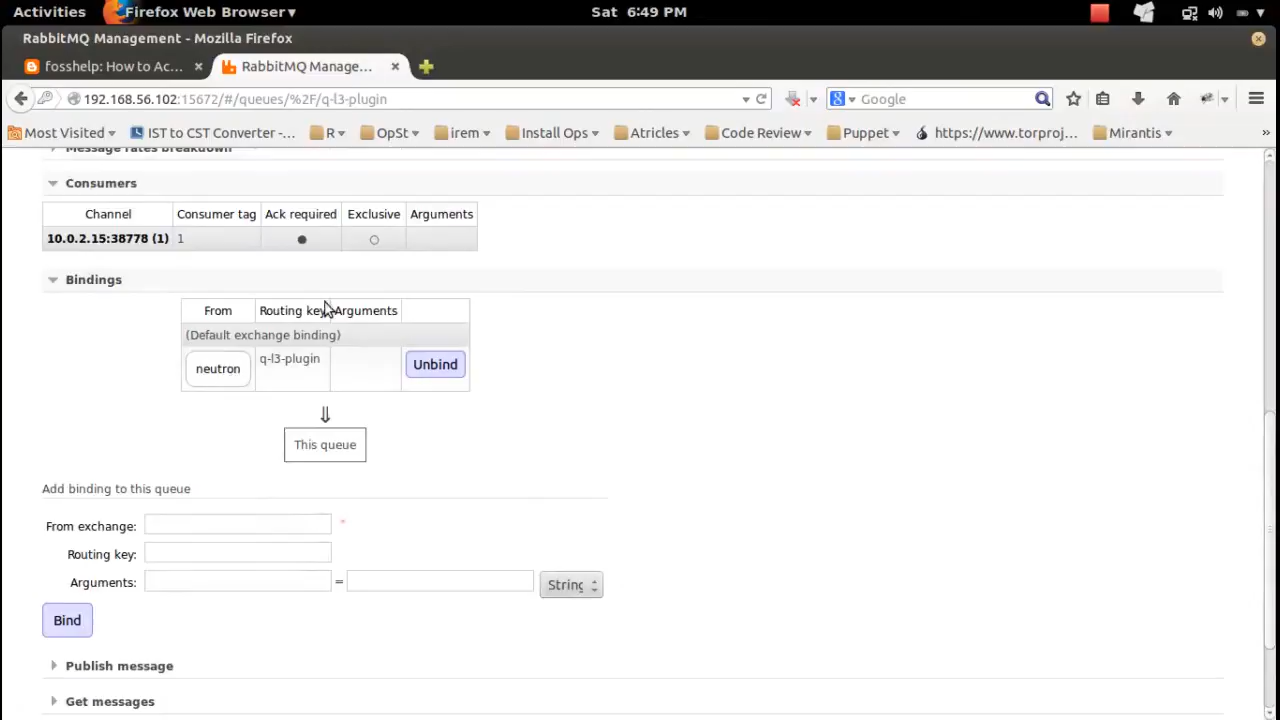 Activities Firefox Web Browser Sat 6:49 PM
RabbitMQ Management - Mozilla Firefox
fosshelp: How to Ac... RabbitMQ Manage...
192.168.56.102:15672/#/queues/%2F/q-l3-plugin Google
Most Visited IST to CST Converter -... R OpSt irem Install Ops Atricles Code Review Puppet https://www.torproj... Mirantis »
Message rates breakdown
Consumers
Channel Consumer tag Ack required Exclusive Arguments
10.0.2.15:38778 (1) 1
Bindings
From Routing key Arguments
(Default exchange binding)
neutron q-l3-plugin Unbind
⇓
This queue
Add binding to this queue
From exchange: *
Routing key:
Arguments: = String
Bind
Publish message
Get messages